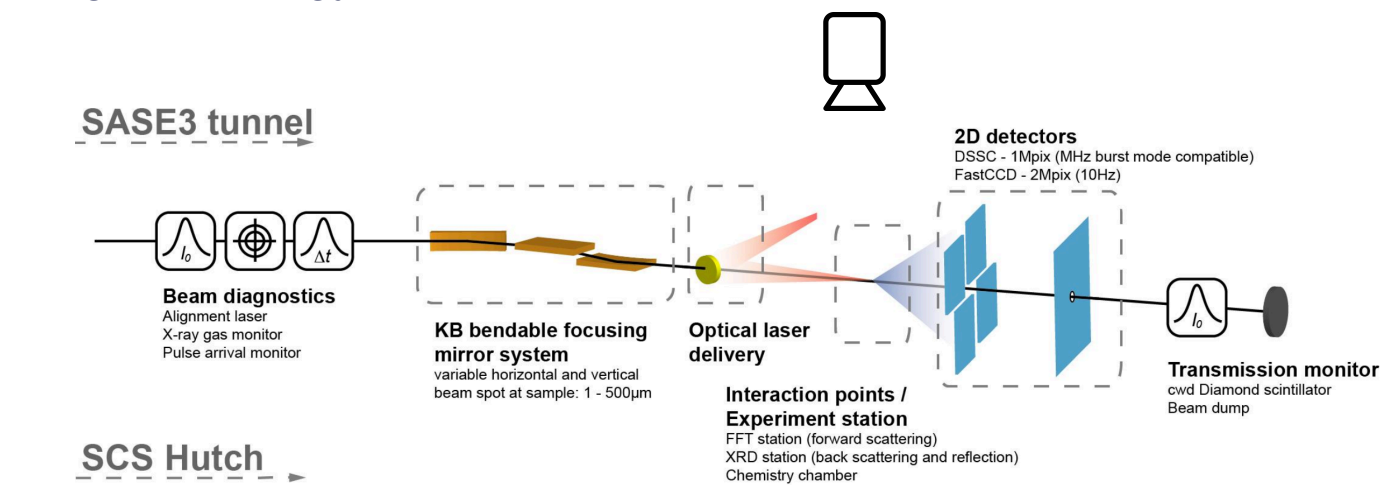 SASE3 tunnel
2D detectors
DSSC - 1Mpix (MHz burst mode compatible)
FastCCD - 2Mpix (10Hz)
I₀
Δt
Beam diagnostics
Alignment laser
X-ray gas monitor
Pulse arrival monitor
KB bendable focusing
mirror system
variable horizontal and vertical
beam spot at sample: 1 - 500μm
Optical laser
delivery
Interaction points /
Experiment station
FFT station (forward scattering)
XRD station (back scattering and reflection)
Chemistry chamber
I₀
Transmission monitor
cwd Diamond scintillator
Beam dump
SCS Hutch